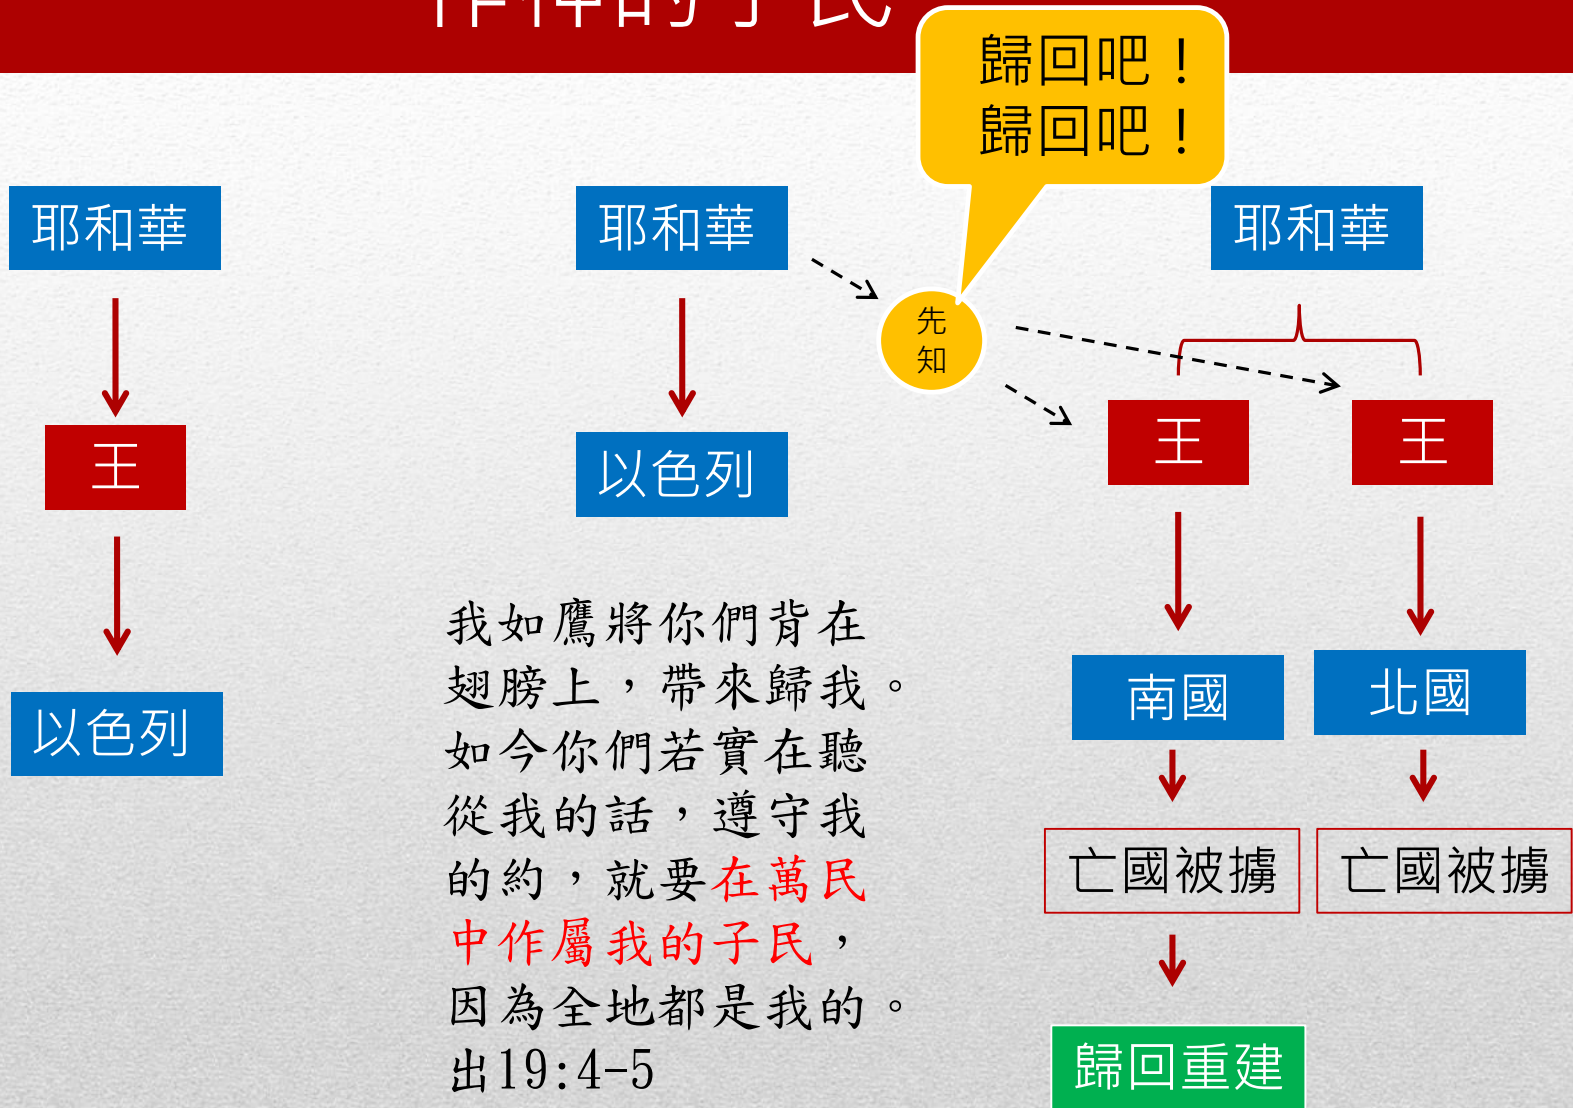 作神的子民
歸回吧！
歸回吧！
耶和華
王
以色列
耶和華
以色列
我如鷹將你們背在
翅膀上，帶來歸我。
如今你們若實在聽
從我的話，遵守我
的約，就要在萬民
中作屬我的子民，
因為全地都是我的。
出19:4-5
先
知
耶和華
王
王
南國
北國
亡國被擄
亡國被擄
歸回重建